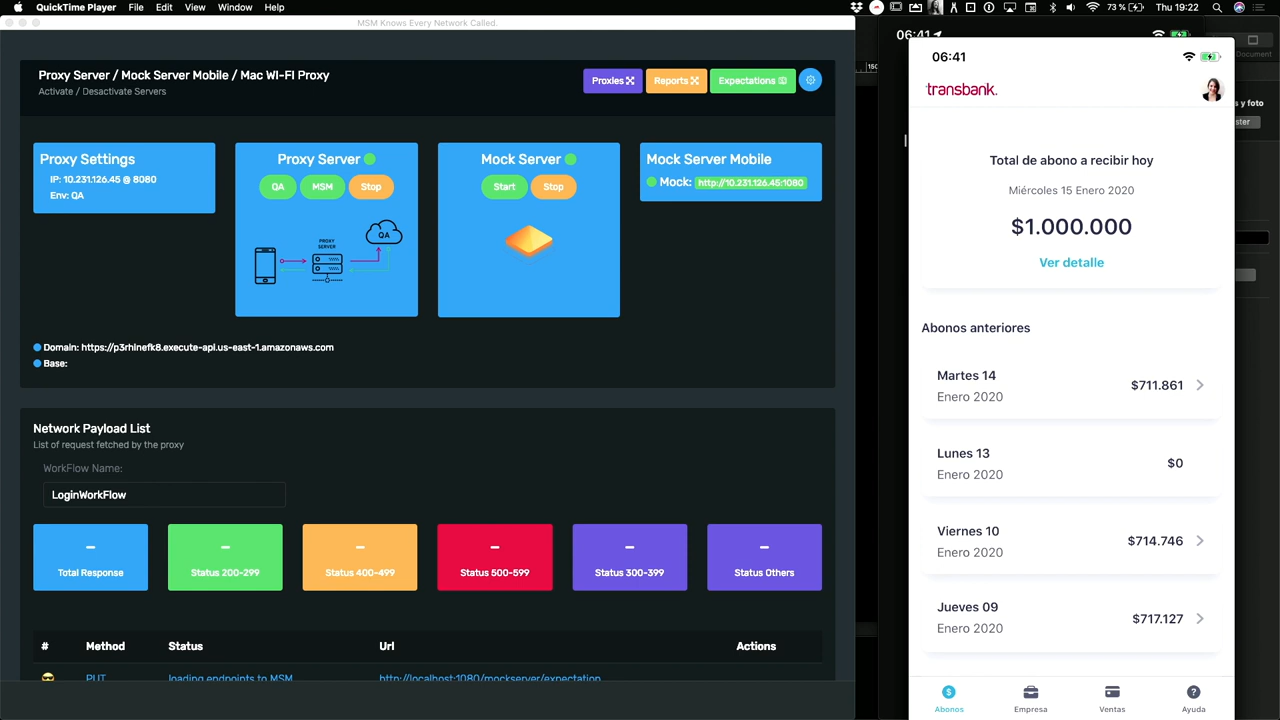 QuickTime Player File Edit View Window Help
73 % Thu 19:22
MSM Knows Every Network Called.
Proxy Server / Mock Server Mobile / Mac WI-FI Proxy
Activate / Desactivate Servers
Proxies
Reports
Expectations
Proxy Settings
IP: 10.231.126.45 @ 8080
Env: QA
Proxy Server
QA MSM Stop
PROXY
SERVER
QA
Mock Server
Start Stop
Mock Server Mobile
Mock: http://10.231.126.45:1080
Domain: https://p3rhlnefk8.execute-api.us-east-1.amazonaws.com
Base:
Network Payload List
List of request fetched by the proxy
WorkFlow Name:
LoginWorkFlow
– – – – – –
Total Response Status 200-299 Status 400-499 Status 500-599 Status 300-399 Status Others
# Method Status Url Actions
PUT loading endpoints to MSM http://localhost:1080/mockserver/expectation
06:41
Document
150
s y foto
ster
06:41
transbank.
Total de abono a recibir hoy
Miércoles 15 Enero 2020
$1.000.000
Ver detalle
Abonos anteriores
Martes 14
Enero 2020
$711.861
Lunes 13
Enero 2020
$0
Viernes 10
Enero 2020
$714.746
Jueves 09
Enero 2020
$717.127
Abonos Empresa Ventas Ayuda